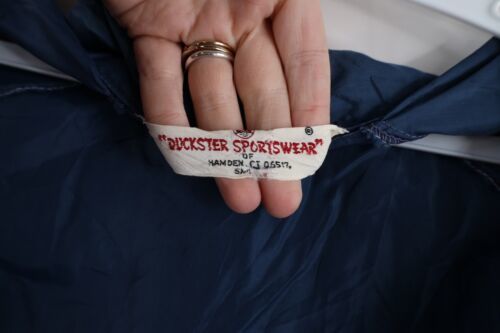 ®
"DUCKSTER SPORTSWEAR"
OF
HAMDEN, CT 06517.